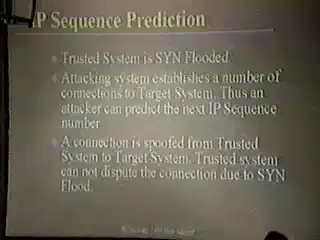 IP Sequence Prediction
Trusted System is SYN Flooded.
Attacking system establishes a number of
connections to Target System. Thus an
attacker can predict the next IP Sequence
number
A connection is spoofed from Trusted
System to Target System. Trusted system
can not dispute the connection due to SYN
Flood.